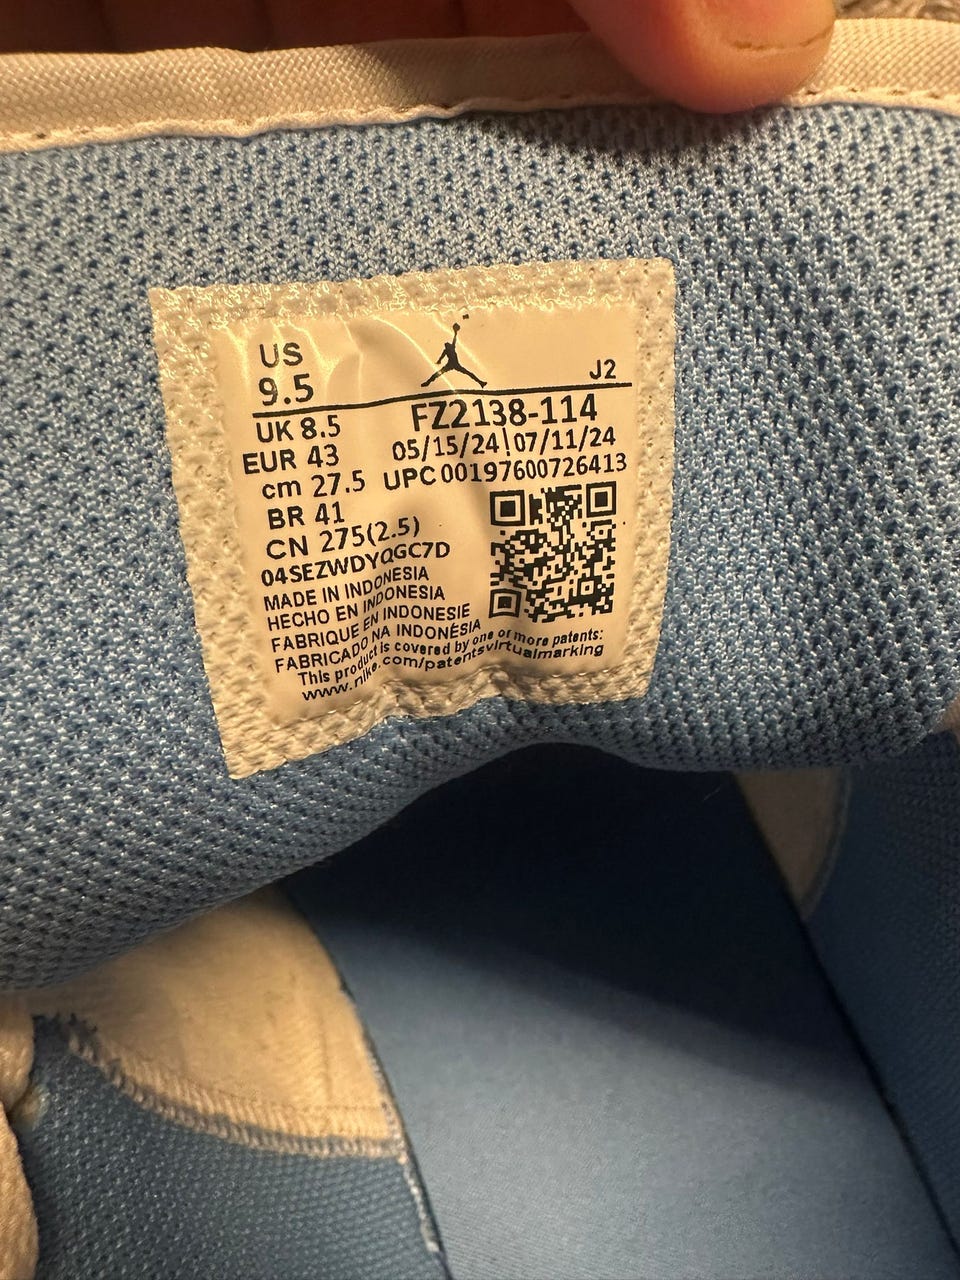 US
9.5
J2
UK 8.5
FZ2138-114
EUR 43
05/15/24|07/11/24
cm 27.5
UPC 00197600726413
BR 41
CN 275(2.5)
04SEZWDYQGC7D
MADE IN INDONESIA
HECHO EN INDONESIA
FABRIQUE EN INDONESIE
FABRICADO NA INDONÉSIA
This product is covered by one or more patents:
www.nike.com/patentsvirtualmarking